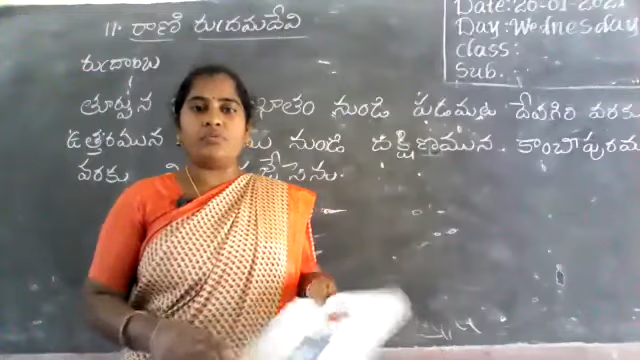 11. రాణి రుద్రమదేవి
Date:20-01-2021
Day:Wednesday
class:
sub.
రుద్రాంబ
తూర్పున నుండి పడమట దేవగిరి వరకు
ఉత్తరమున నుండి దక్షిణమున కాంచీపురము
వరకు